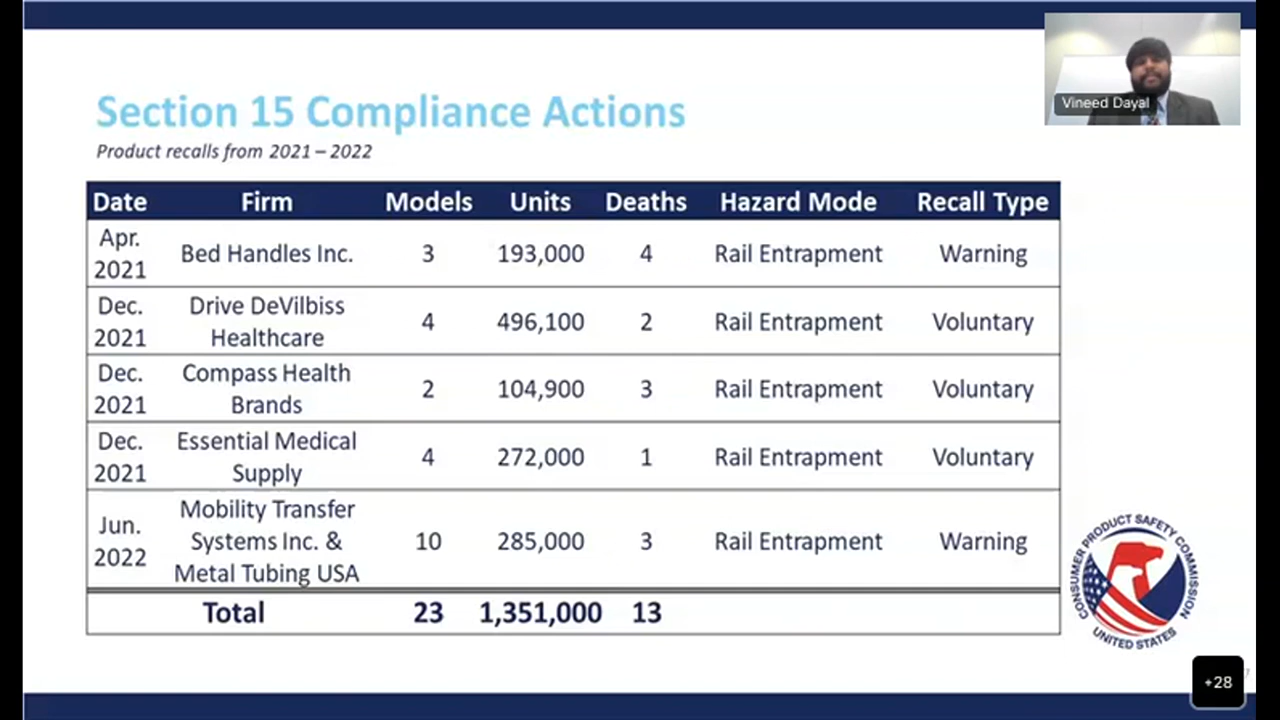 Section 15 Compliance Actions
Product recalls from 2021 – 2022
Vineed Dayal
Date Firm Models Units Deaths Hazard Mode Recall Type
Apr. 2021 Bed Handles Inc. 3 193,000 4 Rail Entrapment Warning
Dec. 2021 Drive DeVilbiss Healthcare 4 496,100 2 Rail Entrapment Voluntary
Dec. 2021 Compass Health Brands 2 104,900 3 Rail Entrapment Voluntary
Dec. 2021 Essential Medical Supply 4 272,000 1 Rail Entrapment Voluntary
Jun. 2022 Mobility Transfer Systems Inc. & Metal Tubing USA 10 285,000 3 Rail Entrapment Warning
Total 23 1,351,000 13
CONSUMER PRODUCT SAFETY COMMISSION
UNITED STATES
+28